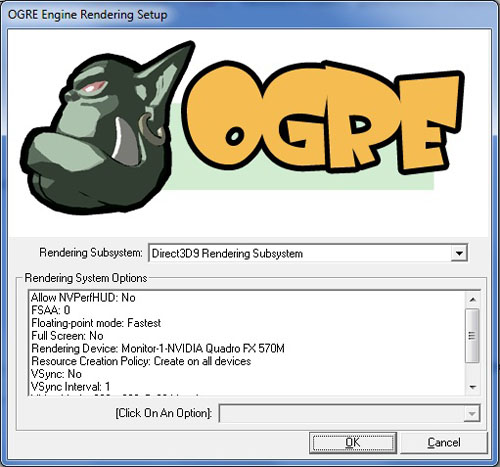 OGRE Engine Rendering Setup
OGRE
Rendering Subsystem: Direct3D9 Rendering Subsystem
Rendering System Options
Allow NVPerfHUD: No
FSAA: 0
Floating-point mode: Fastest
Full Screen: No
Rendering Device: Monitor-1-NVIDIA Quadro FX 570M
Resource Creation Policy: Create on all devices
VSync: No
VSync Interval: 1
[Click On An Option]:
OK Cancel